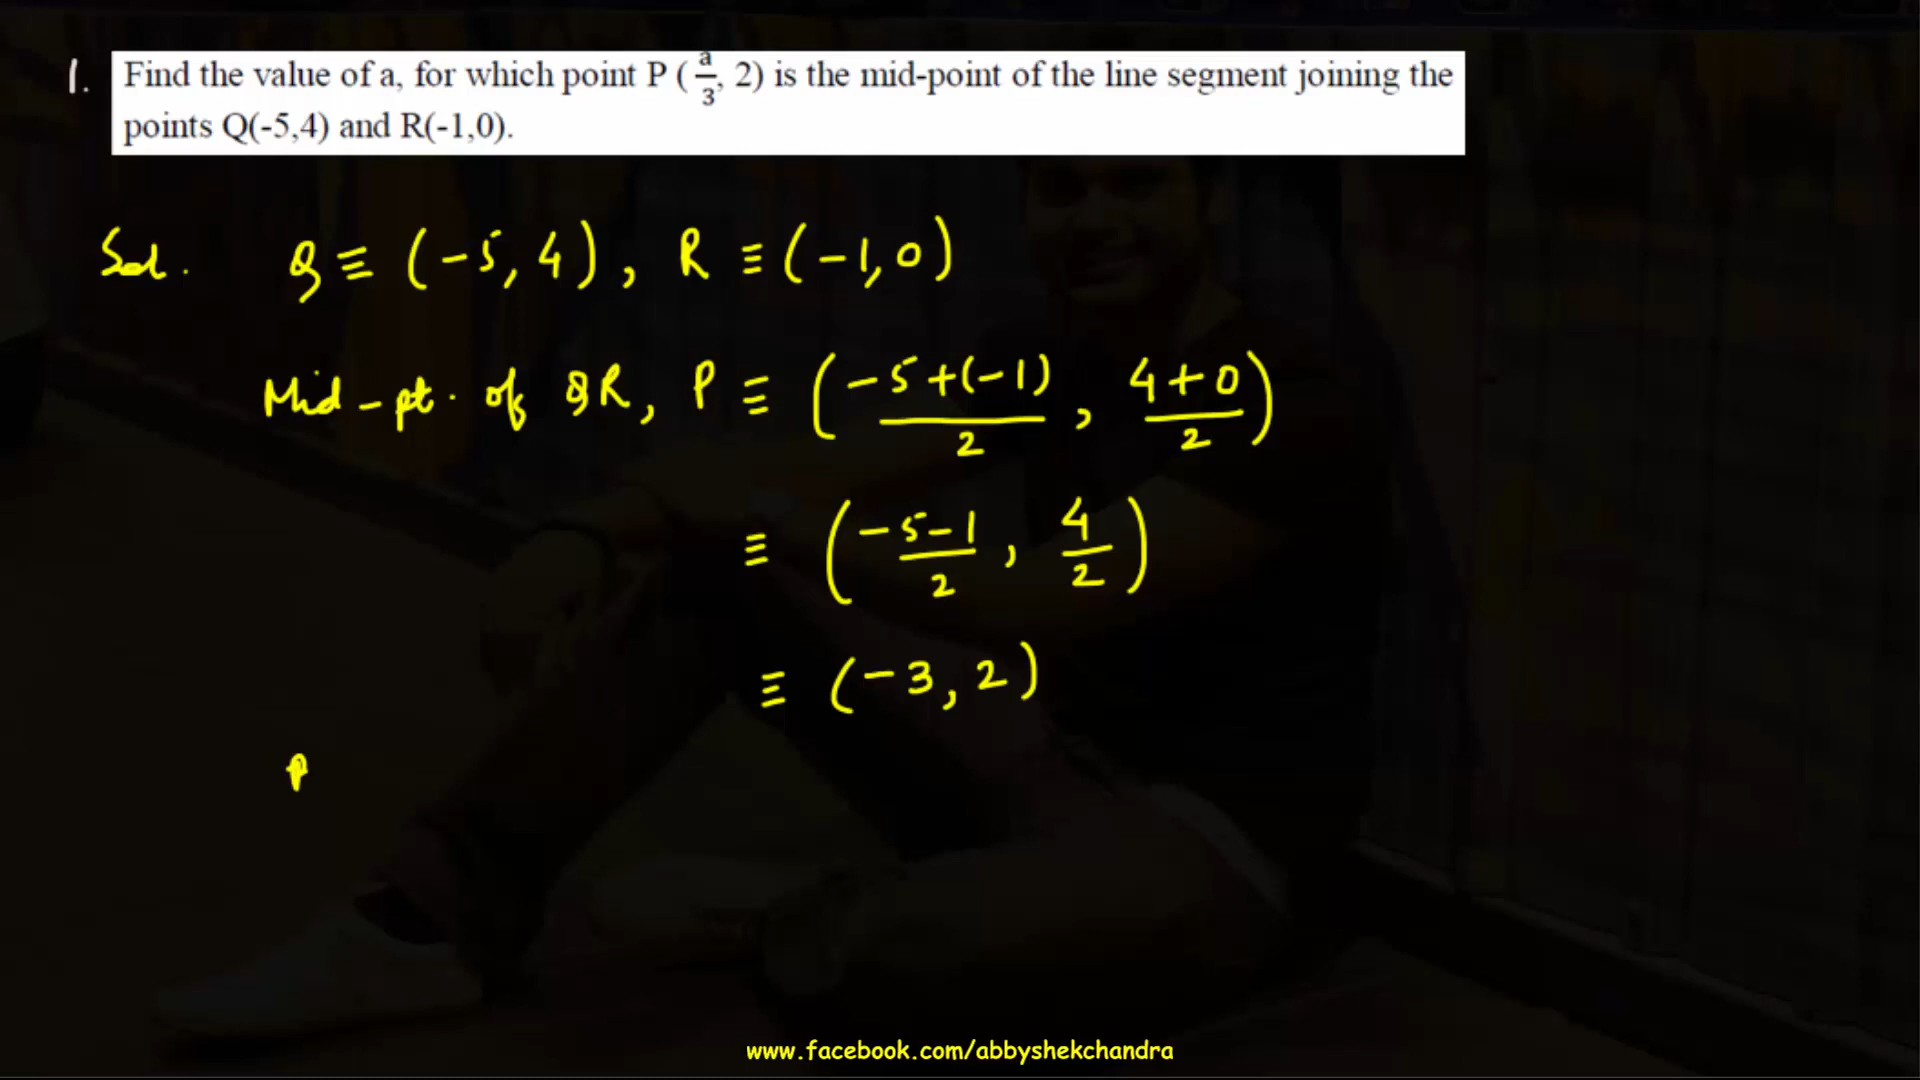 1. Find the value of a, for which point P (a/3, 2) is the mid-point of the line segment joining the
points Q(-5,4) and R(-1,0).
Sol. Q ≡ (-5, 4), R ≡ (-1, 0)
Mid-pt. of QR, P ≡ ((-5+(-1))/2, (4+0)/2)
≡ ((-5-1)/2, 4/2)
≡ (-3, 2)
P
www.facebook.com/abbyshekchandra